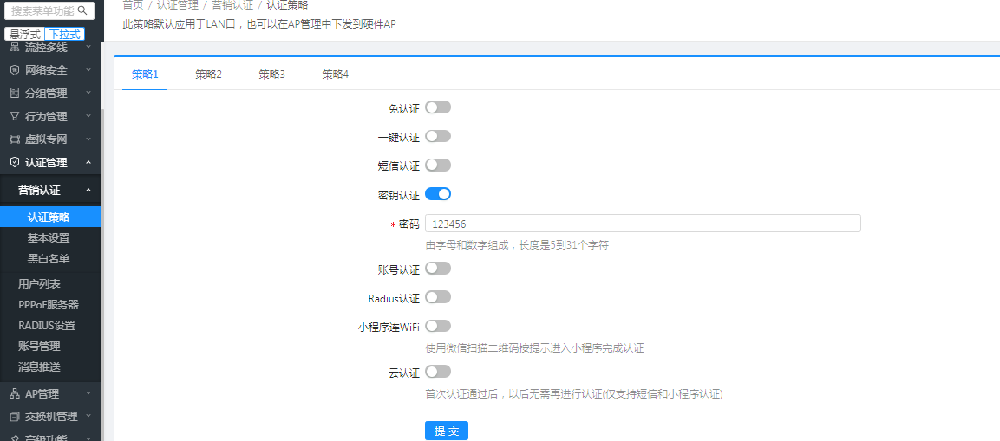 搜索菜单功能
悬浮式 下拉式
流控多线
网络安全
分组管理
行为管理
虚拟专网
认证管理
营销认证
认证策略
基本设置
黑白名单
用户列表
PPPoE服务器
RADIUS设置
账号管理
消息推送
AP管理
交换机管理
高级功能
首页 / 认证管理 / 营销认证 / 认证策略
此策略默认应用于LAN口，也可以在AP管理中下发到硬件AP
策略1 策略2 策略3 策略4
免认证
一键认证
短信认证
密钥认证
* 密码 123456
由字母和数字组成，长度是5到31个字符
账号认证
Radius认证
小程序连WiFi
使用微信扫描二维码按提示进入小程序完成认证
云认证
首次认证通过后，以后无需再进行认证(仅支持短信和小程序认证)
提 交